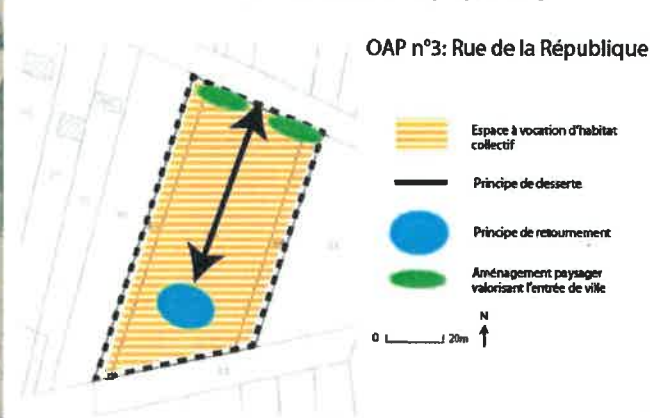 OAP n°3: Rue de la République
Espace à vocation d'habitat
collectif
Principe de desserte
Principe de retournement
Aménagement paysager
valorisant l'entrée de ville
N
0 20m